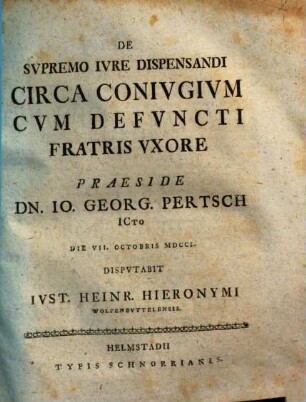 DE
SVPREMO IVRE DISPENSANDI
CIRCA CONIVGIVM
CVM DEFVNCTI
FRATRIS VXORE
PRAESIDE
DN. IO. GEORG. PERTSCH
ICTO
DIE VII. OCTOBRIS MDCCL.
DISPVTABIT
IVST. HEINR. HIERONYMI
WOLFENBVTTELENSIS.
HELMSTADII
TYPIS SCHNORRIANIS.